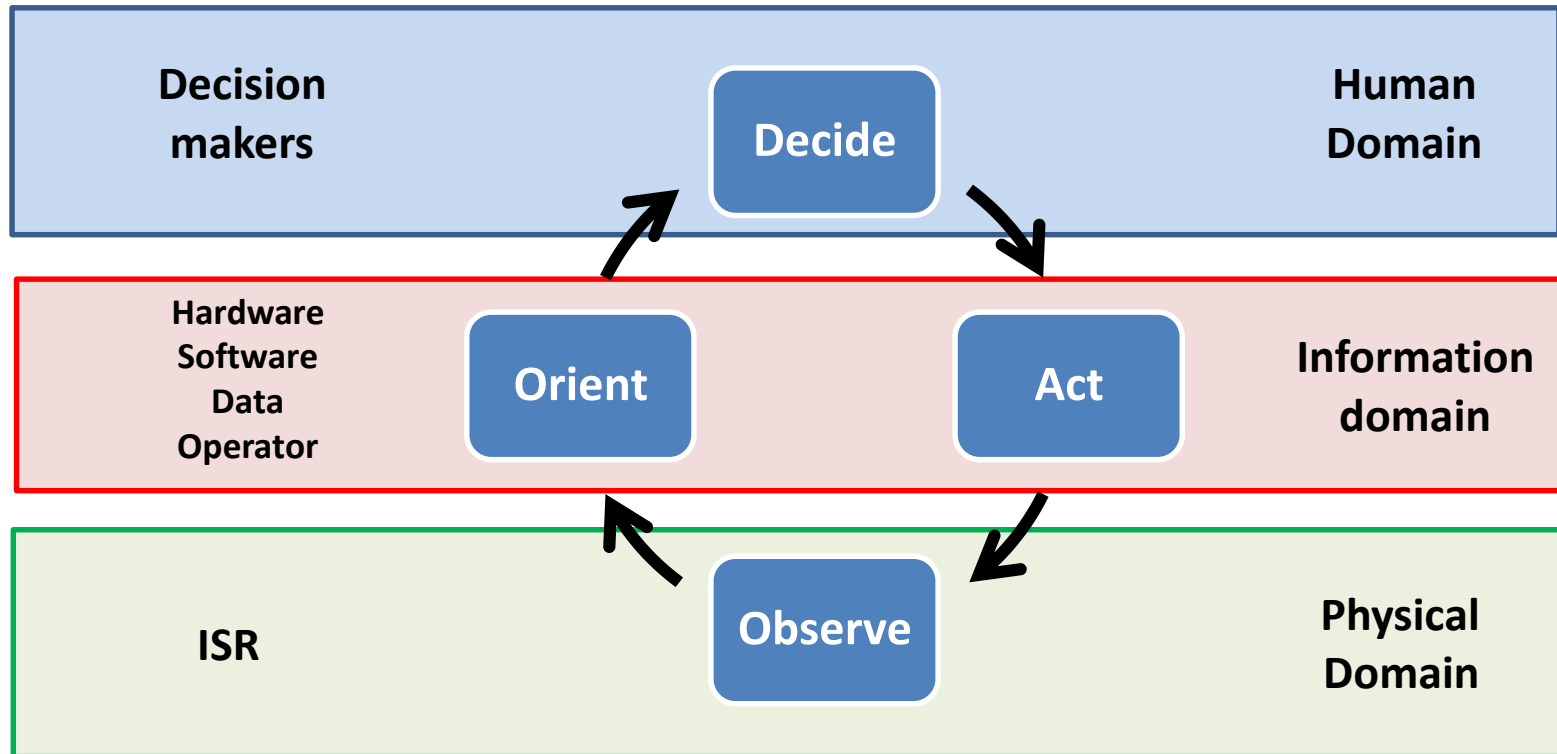 Decision
makers
Decide
Human
Domain
Hardware
Software
Data
Operator
Orient
Act
Information
domain
ISR
Observe
Physical
Domain